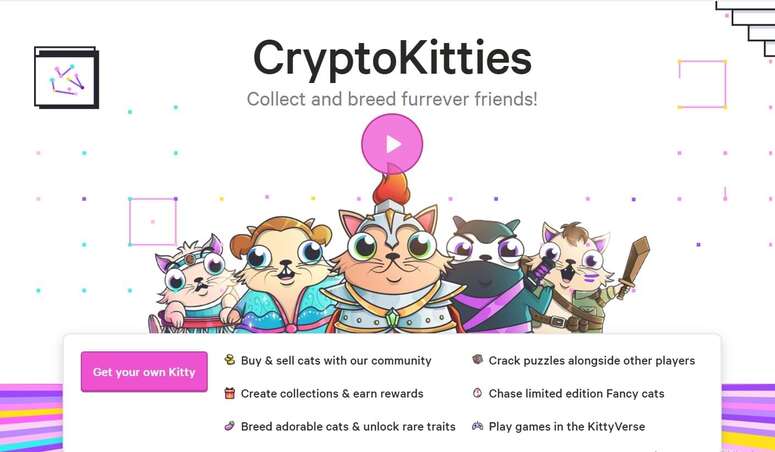 CryptoKitties
Collect and breed furrever friends!
Get your own Kitty
Buy & sell cats with our community
Create collections & earn rewards
Breed adorable cats & unlock rare traits
Crack puzzles alongside other players
Chase limited edition Fancy cats
Play games in the KittyVerse